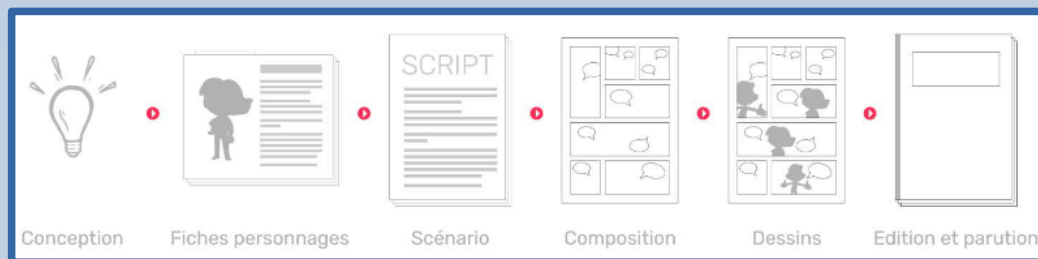 SCRIPT
Conception
Fiches personnages
Scénario
Composition
Dessins
Edition et parution